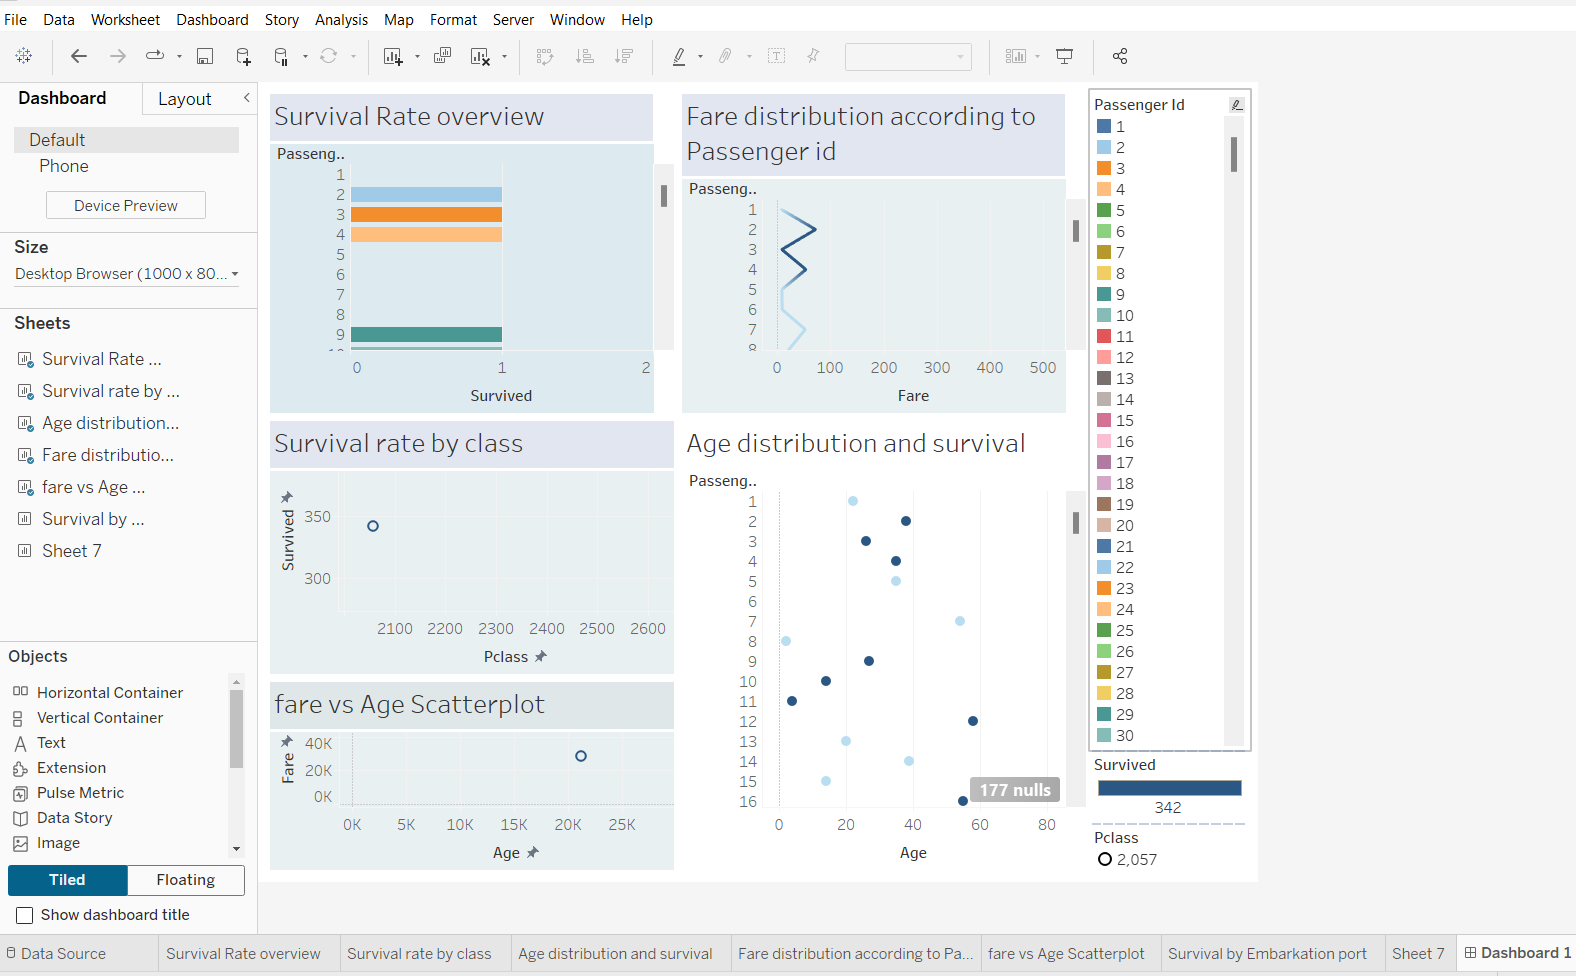 File Data Worksheet Dashboard Story Analysis Map Format Server Window Help
Dashboard Layout
Default
Phone
Device Preview
Size
Desktop Browser (1000 x 80...
Sheets
Survival Rate ...
Survival rate by ...
Age distribution...
Fare distributio...
fare vs Age ...
Survival by ...
Sheet 7
Objects
Horizontal Container
Vertical Container
Text
Extension
Pulse Metric
Data Story
Image
Tiled Floating
Show dashboard title
Survival Rate overview
Passeng..
1
2
3
4
5
6
7
8
9
0 1 2
Survived
Fare distribution according to
Passenger id
Passeng..
1
2
3
4
5
6
7
8
0 100 200 300 400 500
Fare
Survival rate by class
Survived
350
300
2100 2200 2300 2400 2500 2600
Pclass
fare vs Age Scatterplot
Fare
40K
20K
0K
0K 5K 10K 15K 20K 25K
Age
Age distribution and survival
Passeng..
1
2
3
4
5
6
7
8
9
10
11
12
13
14
15
16
177 nulls
0 20 40 60 80
Age
Passenger Id
1
2
3
4
5
6
7
8
9
10
11
12
13
14
15
16
17
18
19
20
21
22
23
24
25
26
27
28
29
30
Survived
342
Pclass
2,057
Data Source Survival Rate overview Survival rate by class Age distribution and survival Fare distribution according to Pa... fare vs Age Scatterplot Survival by Embarkation port Sheet 7 Dashboard 1